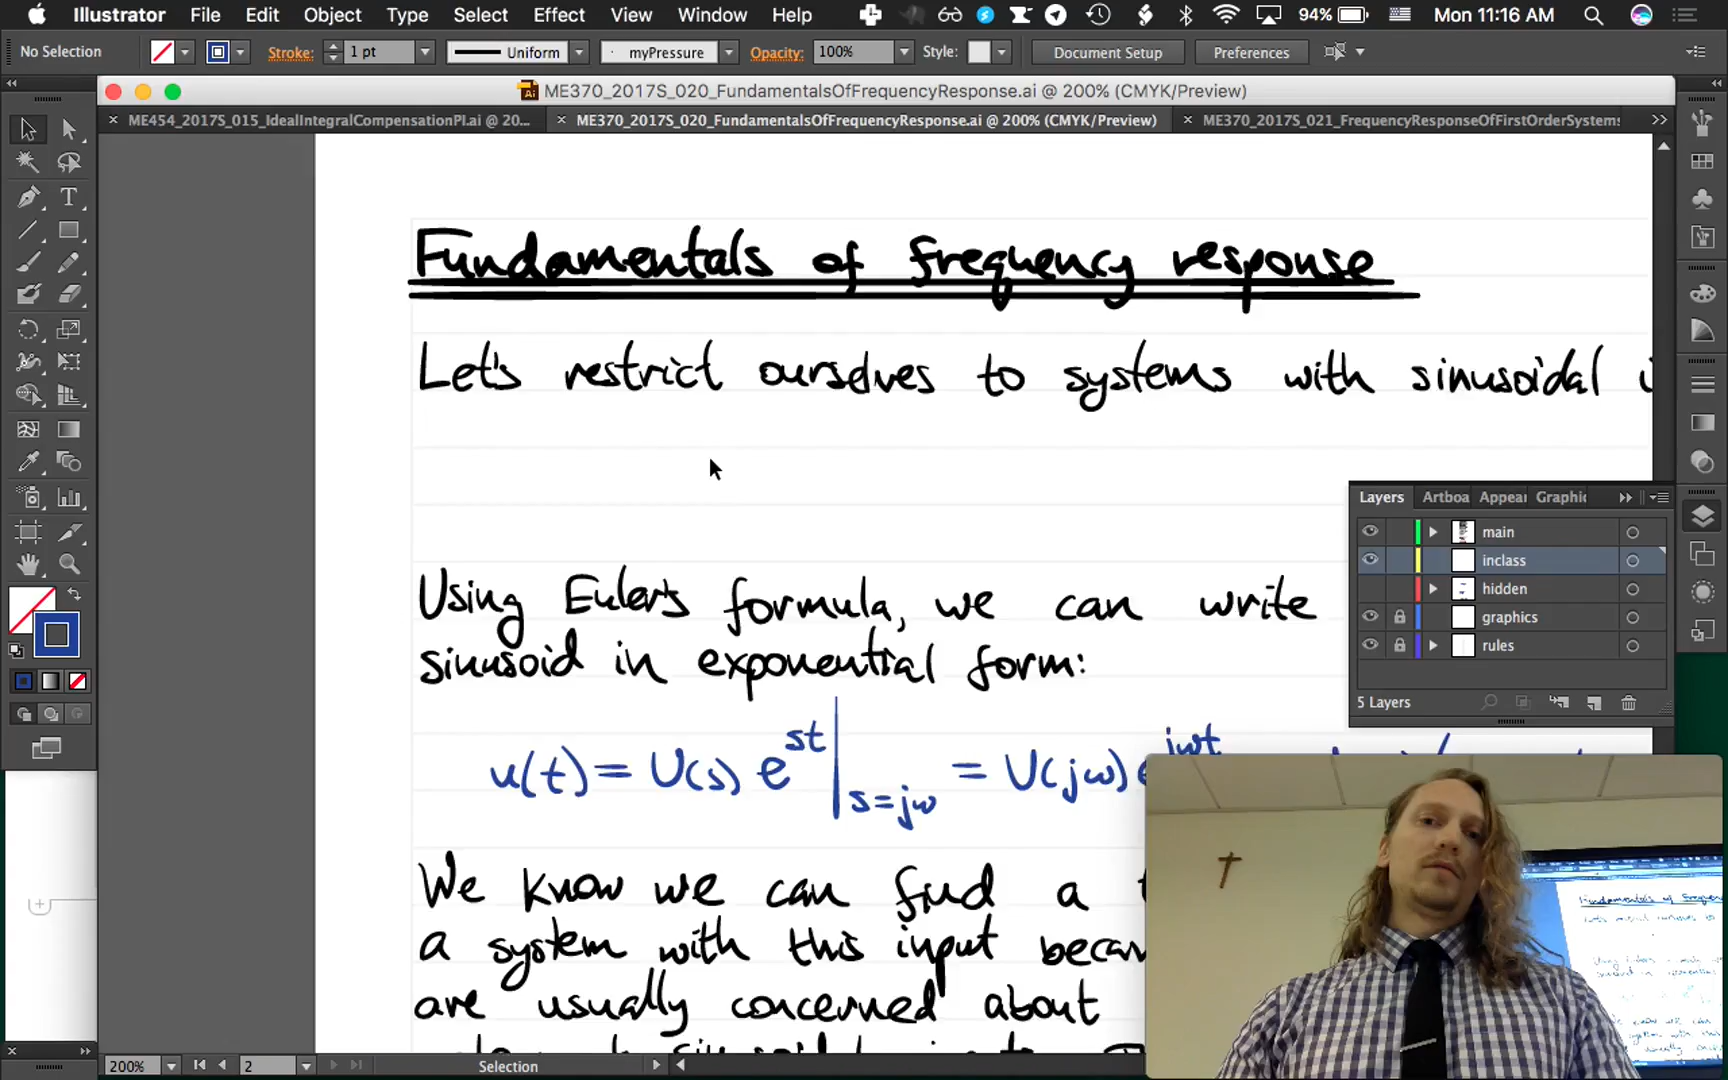 Illustrator File Edit Object Type Select Effect View Window Help 94% Mon 11:16 AM
No Selection Stroke: 1 pt Uniform myPressure Opacity: 100% Style: Document Setup Preferences
ME370_2017S_020_FundamentalsOfFrequencyResponse.ai @ 200% (CMYK/Preview)
ME454_2017S_015_IdealIntegralCompensationPI.ai @ 20... ME370_2017S_020_FundamentalsOfFrequencyResponse.ai @ 200% (CMYK/Preview) ME370_2017S_021_FrequencyResponseOfFirstOrderSystems
Fundamentals of frequency response
Let's restrict ourselves to systems with sinusoidal
Using Euler's formula, we can write
sinusoid in exponential form:
u(t) = U(s) e^{st} |_{s=jω} = U(jω) e^{jωt}
We know we can find a
a system with this input
are usually concerned about
Layers Artboa Appear Graphic
main
inclass
hidden
graphics
rules
5 Layers
200% 2 Selection